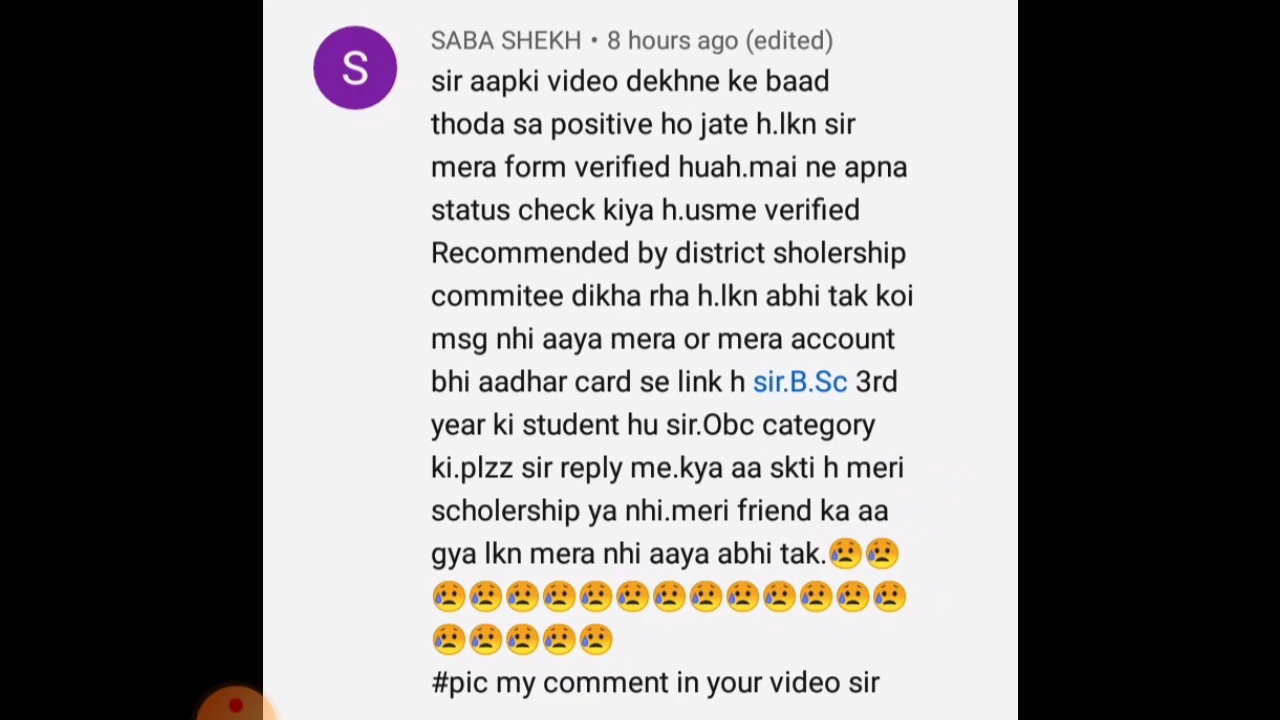 S
SABA SHEKH • 8 hours ago (edited)
sir aapki video dekhne ke baad
thoda sa positive ho jate h.lkn sir
mera form verified huah.mai ne apna
status check kiya h.usme verified
Recommended by district sholership
commitee dikha rha h.lkn abhi tak koi
msg nhi aaya mera or mera account
bhi aadhar card se link h sir.B.Sc 3rd
year ki student hu sir.Obc category
ki.plzz sir reply me.kya aa skti h meri
scholership ya nhi.meri friend ka aa
gya lkn mera nhi aaya abhi tak.😥😥
😥😥😥😥😥😥😥😥😥😥😥😥😥
😥😥😥😥😥
#pic my comment in your video sir